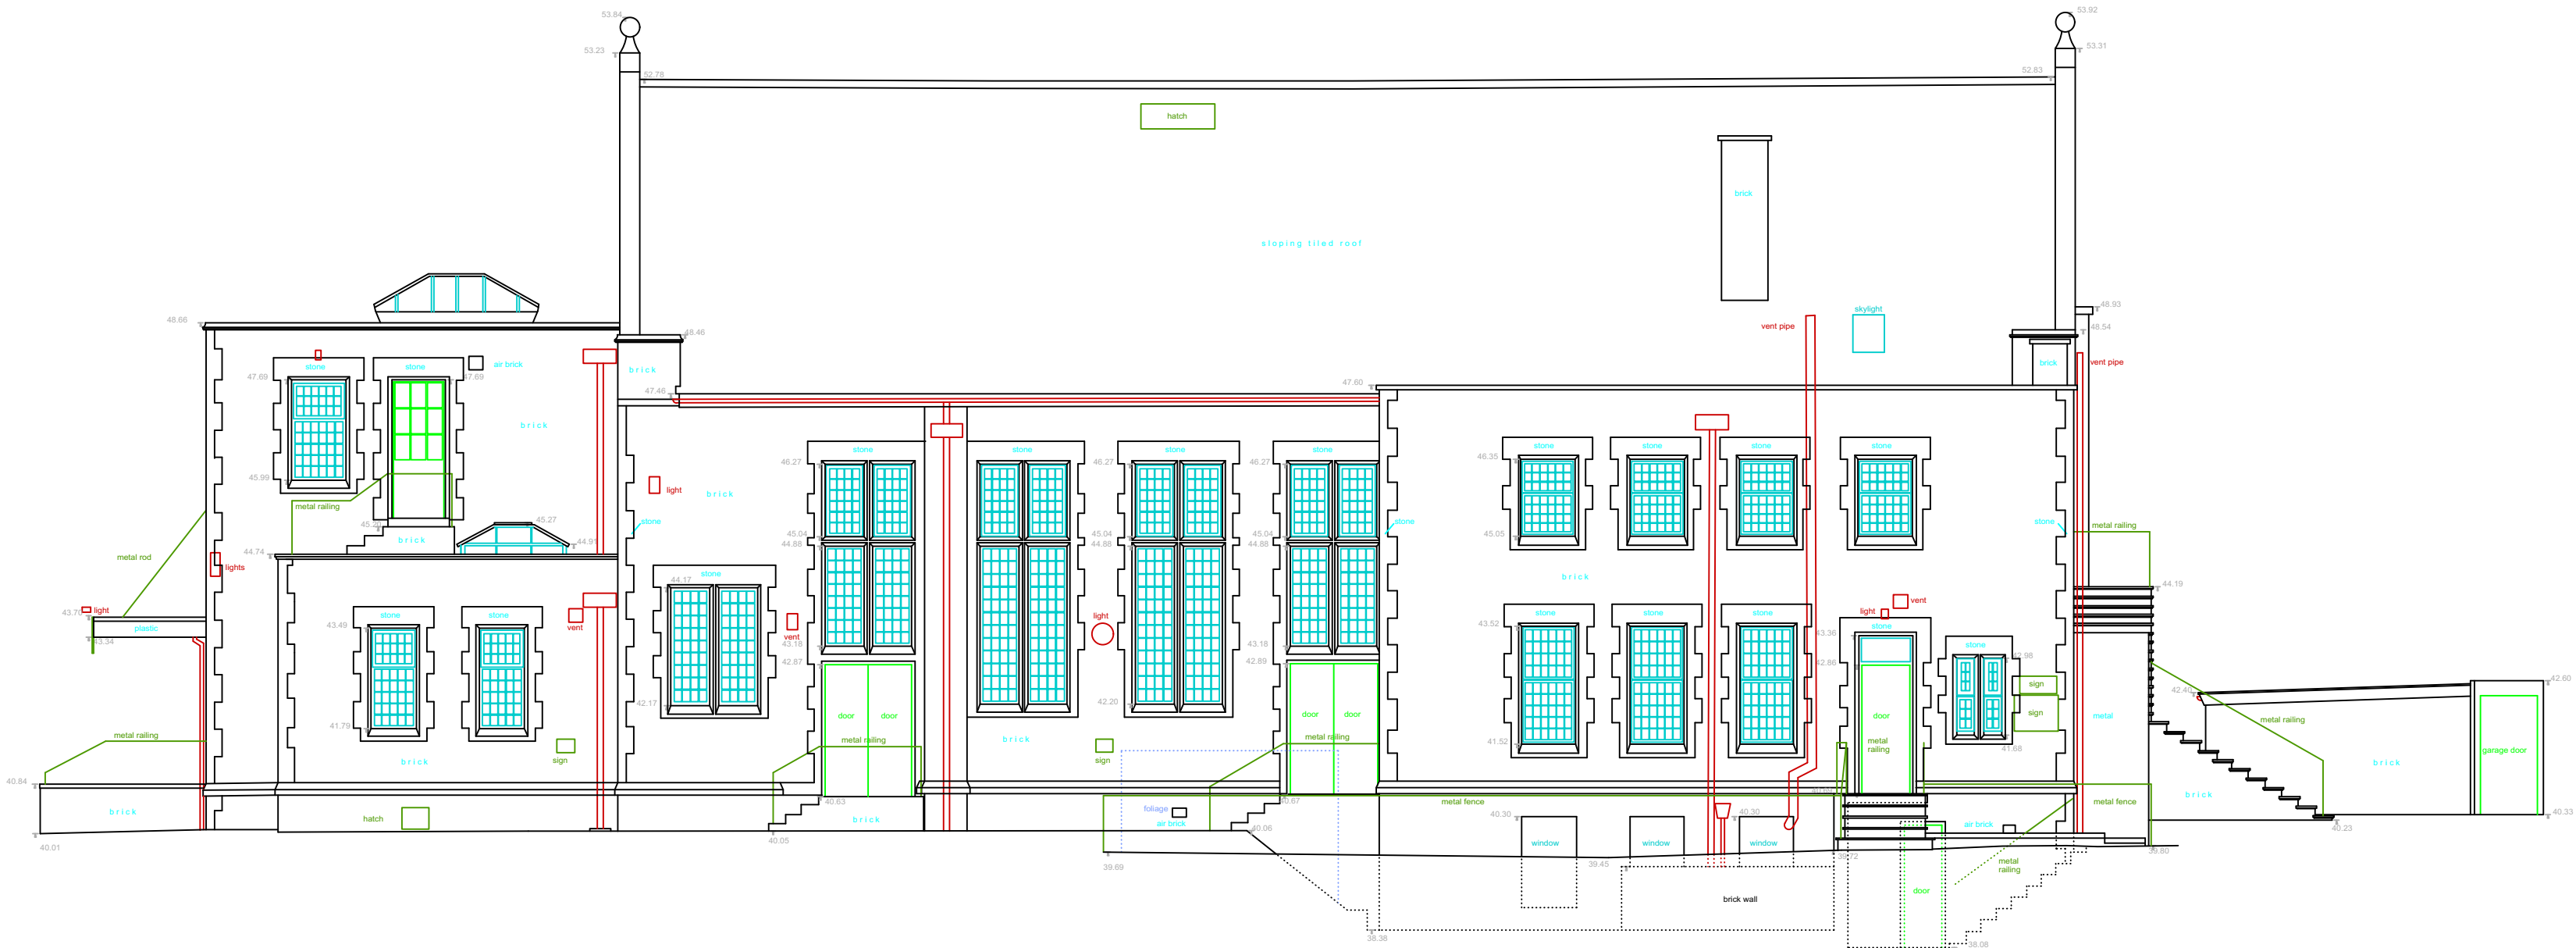 53.84
53.92
53.23
53.31
52.78
52.83
hatch
brick
sloping tiled roof
skylight
48.93
48.66
48.46
vent pipe
48.54
stone
stone
air brick
brick
brick
vent pipe
47.69
47.69
47.46
47.60
brick
stone
stone
stone
stone
stone
stone
stone
stone
46.27
46.27
46.27
46.35
45.99
light
brick
metal railing
45.27
stone
stone
stone
metal railing
brick
45.04
45.04
45.04
45.05
44.91
44.88
44.88
44.88
44.74
metal rod
lights
stone
44.17
brick
44.19
light
stone
stone
stone
stone
stone
light
vent
light
plastic
vent
vent
43.49
43.52
stone
43.36
43.34
43.18
43.18
stone
42.87
42.89
42.86
42.98
42.60
sign
42.40
42.17
42.20
door
door
door
door
door
sign
metal
metal railing
41.79
metal railing
metal railing
metal railing
metal
railing
brick
41.52
41.68
garage door
sign
brick
sign
brick
brick
40.84
brick
hatch
40.63
brick
foliage
air brick
40.67
metal fence
metal fence
40.30
40.30
air brick
40.33
40.23
40.01
40.05
40.06
window
window
window
39.69
39.45
39.72
39.80
metal
railing
door
brick wall
38.38
38.08